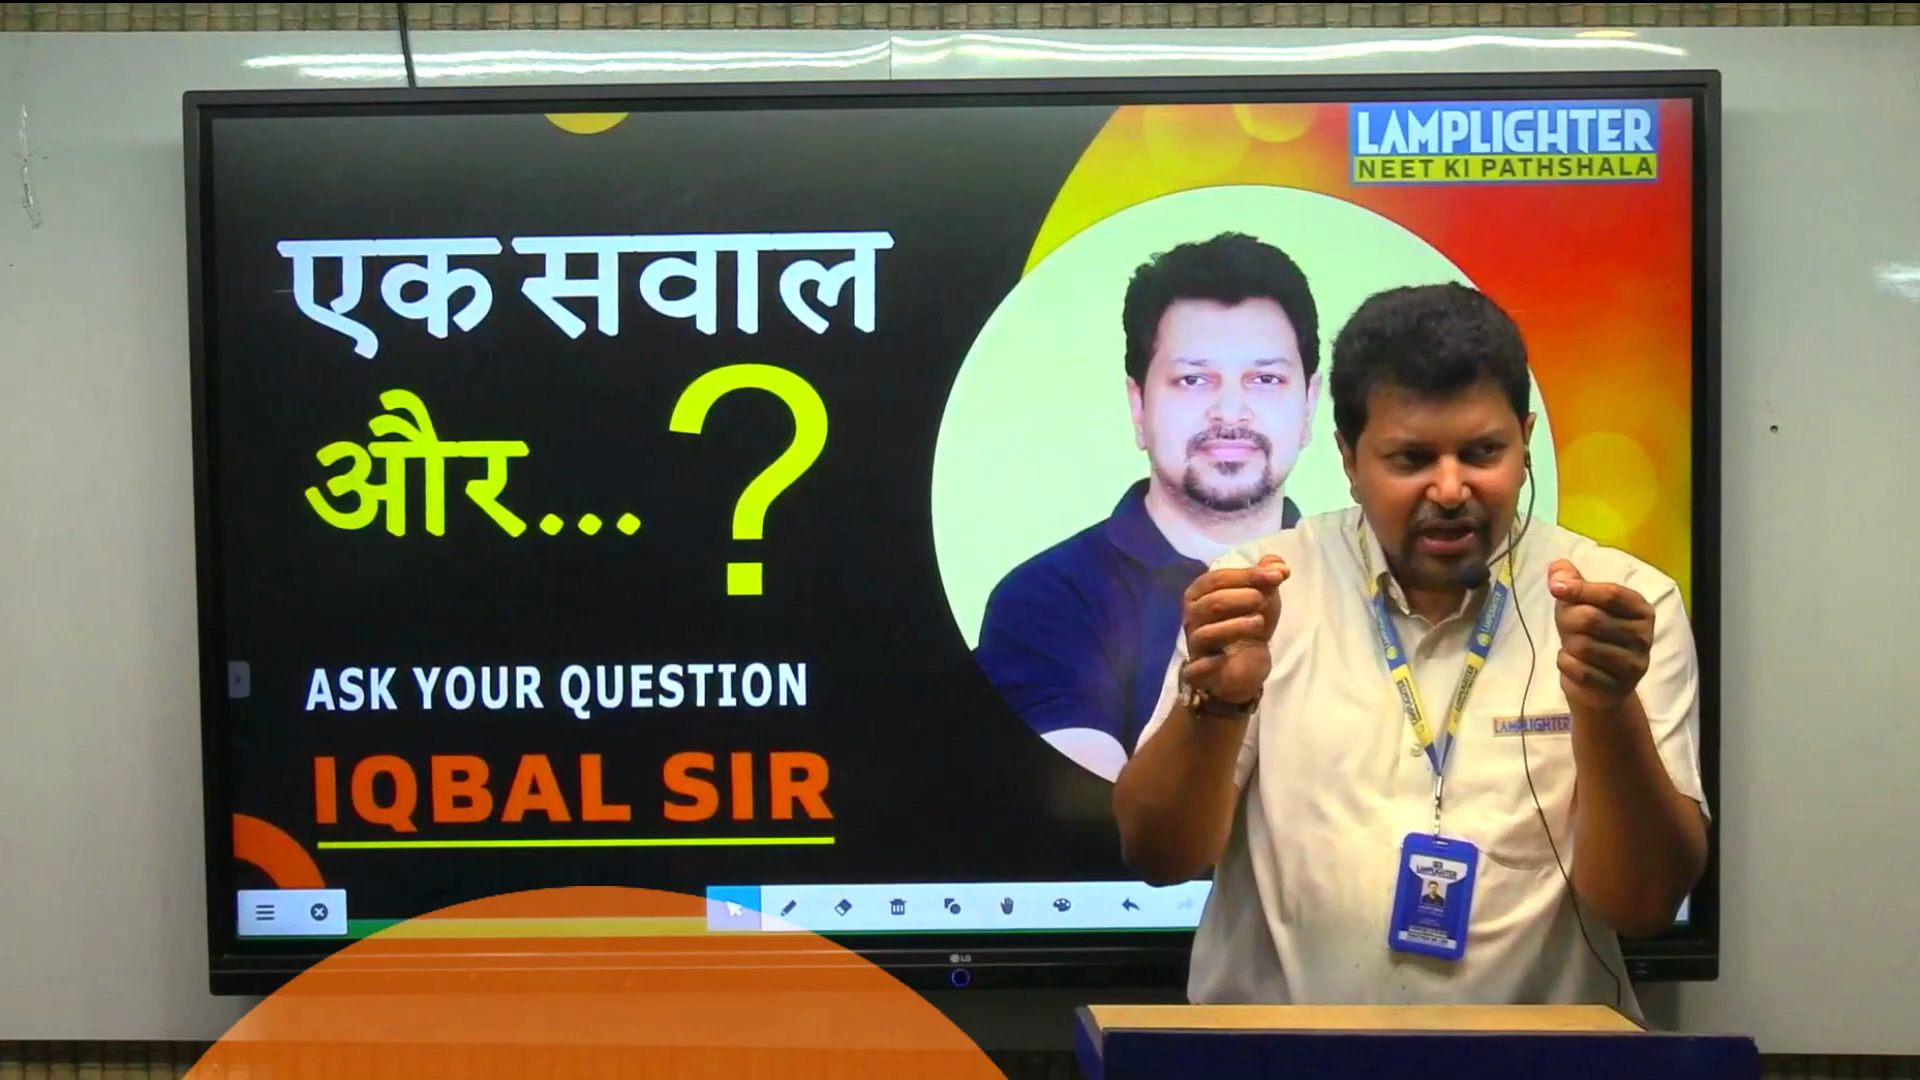 LAMPLIGHTER
NEET KI PATHSHALA
एक सवाल
और... ?
ASK YOUR QUESTION
IQBAL SIR
LAMPLIGHTER
LG